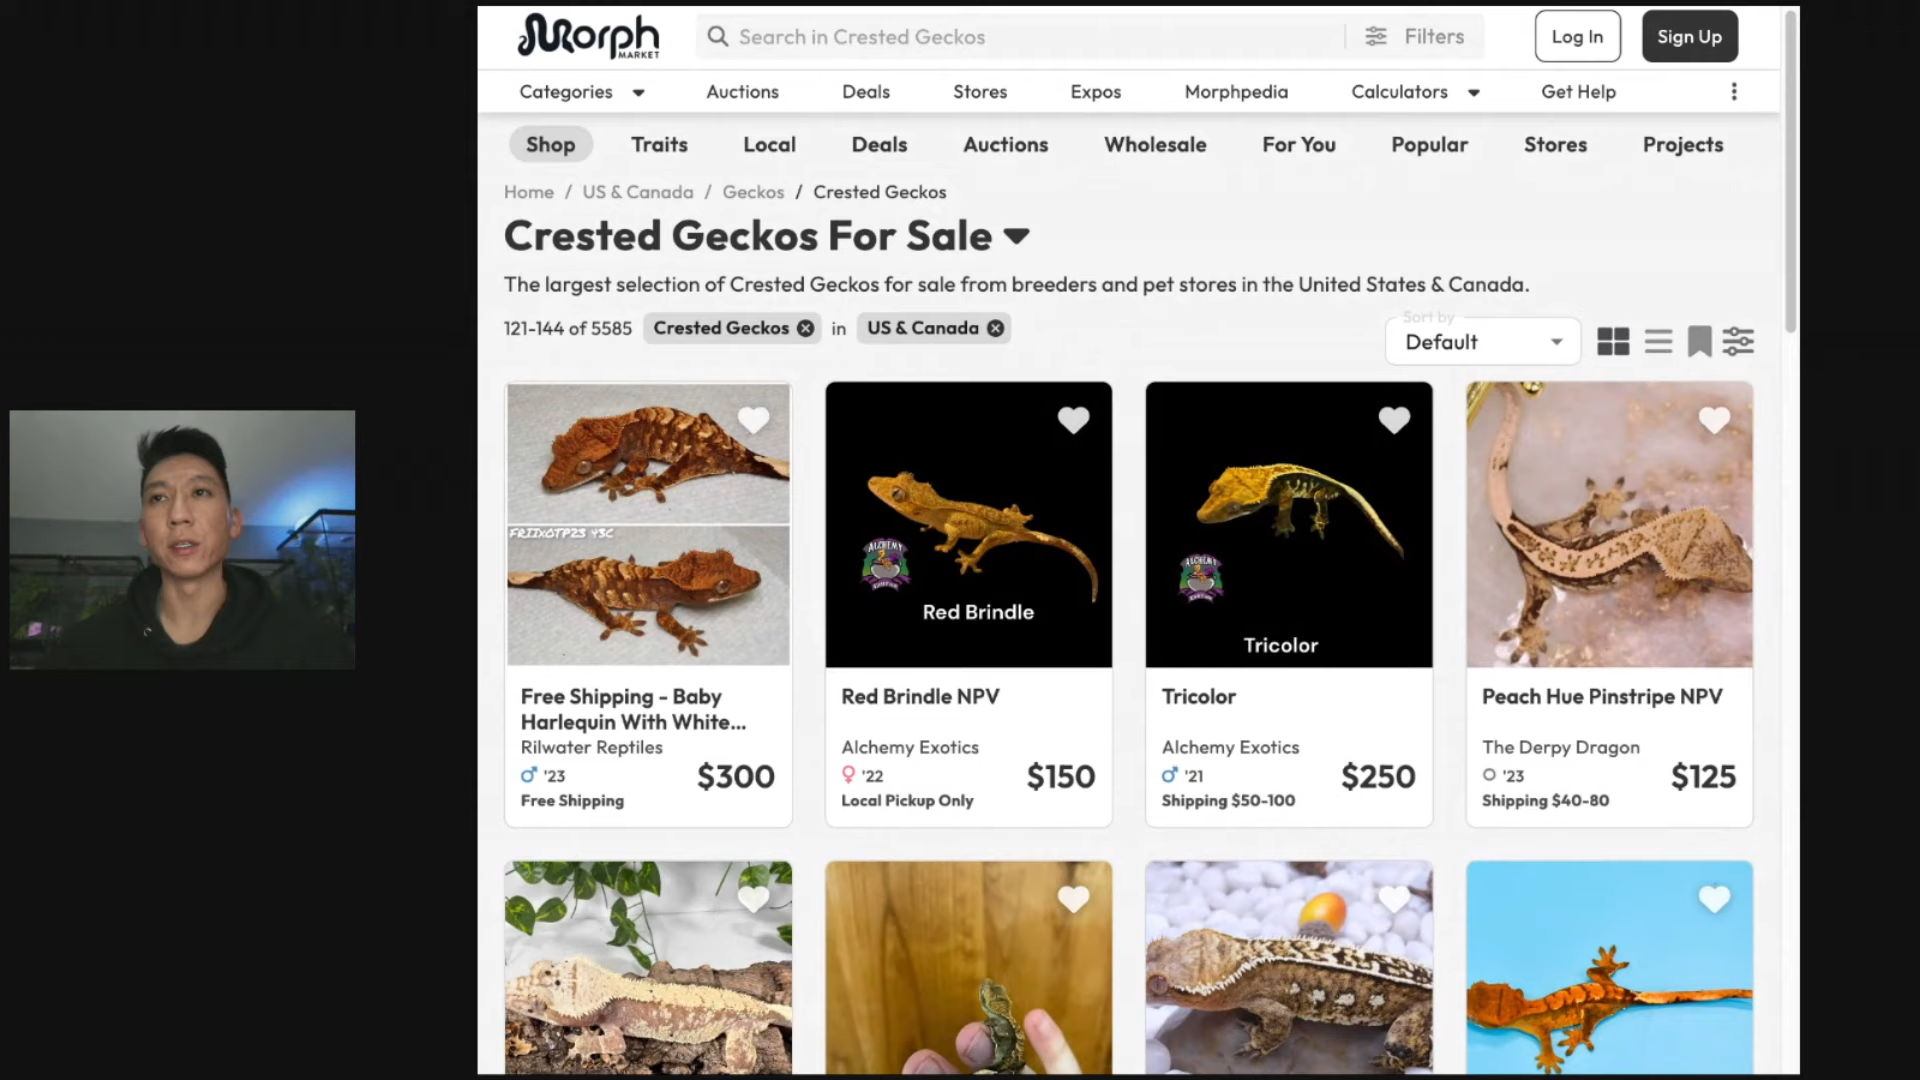 Morph
MARKET
Search in Crested Geckos
Filters
Log In
Sign Up
Categories
Auctions
Deals
Stores
Expos
Morphpedia
Calculators
Get Help
Shop
Traits
Local
Deals
Auctions
Wholesale
For You
Popular
Stores
Projects
Home / US & Canada / Geckos / Crested Geckos
Crested Geckos For Sale
The largest selection of Crested Geckos for sale from breeders and pet stores in the United States & Canada.
121-144 of 5585 Crested Geckos in US & Canada
Sort by
Default
FRIIxOTP23 43C
Free Shipping - Baby
Harlequin With White...
Rilwater Reptiles
♂ '23
$300
Free Shipping
ALCHEMY
Red Brindle
Red Brindle NPV
Alchemy Exotics
♀ '22
$150
Local Pickup Only
ALCHEMY
Tricolor
Tricolor
Alchemy Exotics
♂ '21
$250
Shipping $50-100
Peach Hue Pinstripe NPV
The Derpy Dragon
'23
$125
Shipping $40-80